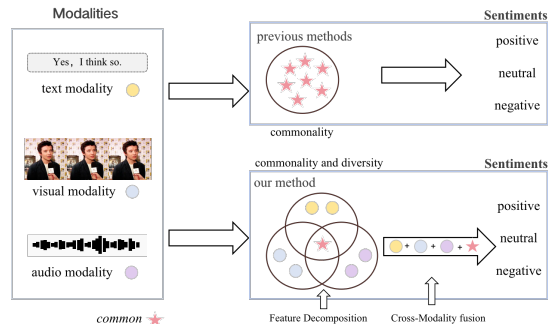 Modalities
Yes, I think so.
text modality
visual modality
audio modality
common
Sentiments
previous methods
commonality
positive
neutral
negative
commonality and diversity
Sentiments
our method
positive
neutral
negative
+ + +
Feature Decomposition
Cross-Modality fusion